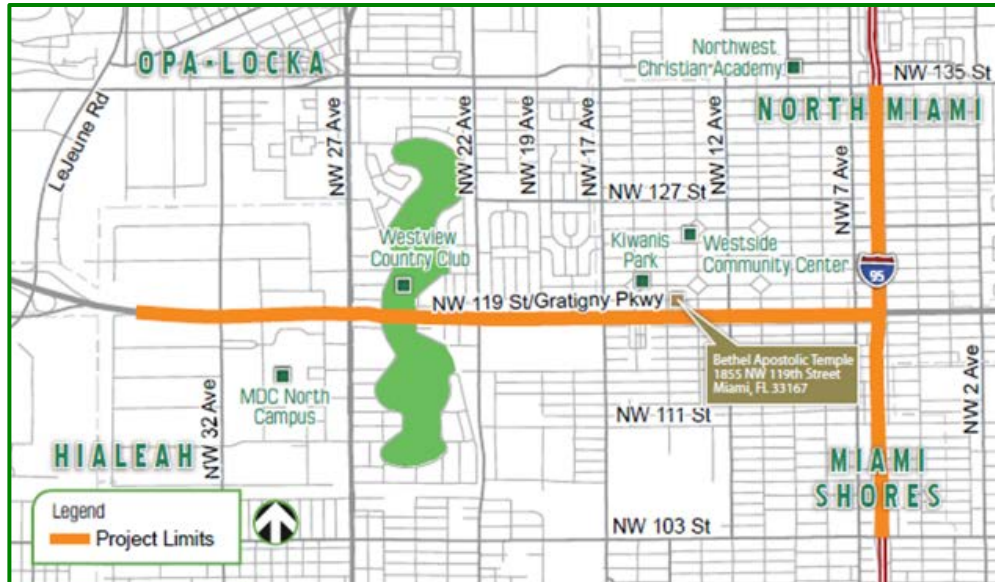 OPA-LOCKA
Northwest
Christian Academy
NW 135 St
NORTH MIAMI
LeJeune Rd
NW 27 Ave
NW 22 Ave
NW 19 Ave
NW 17 Ave
NW 12 Ave
NW 7 Ave
NW 127 St
Westview
Country Club
Kiwanis
Park
Westside
Community Center
95
NW 119 St/Gratigny Pkwy
Bethel Apostolic Temple
1855 NW 119th Street
Miami, FL 33167
MDC North
Campus
NW 32 Ave
NW 111 St
NW 2 Ave
HIALEAH
MIAMI
SHORES
NW 103 St
Legend
Project Limits